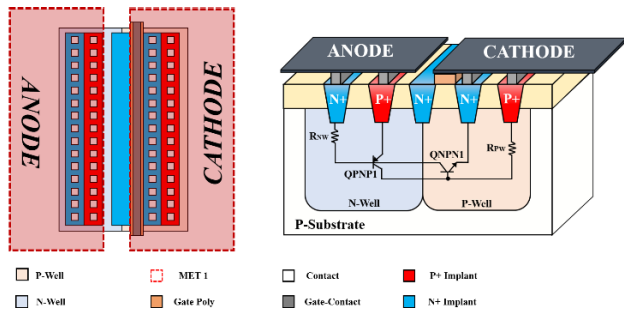 ANODE
CATHODE
ANODE
CATHODE
N+
P+
N+
N+
P+
RNW
QPNP1
QNPN1
RPW
N-Well
P-Well
P-Substrate
P-Well
MET 1
Contact
P+ Implant
N-Well
Gate Poly
Gate-Contact
N+ Implant